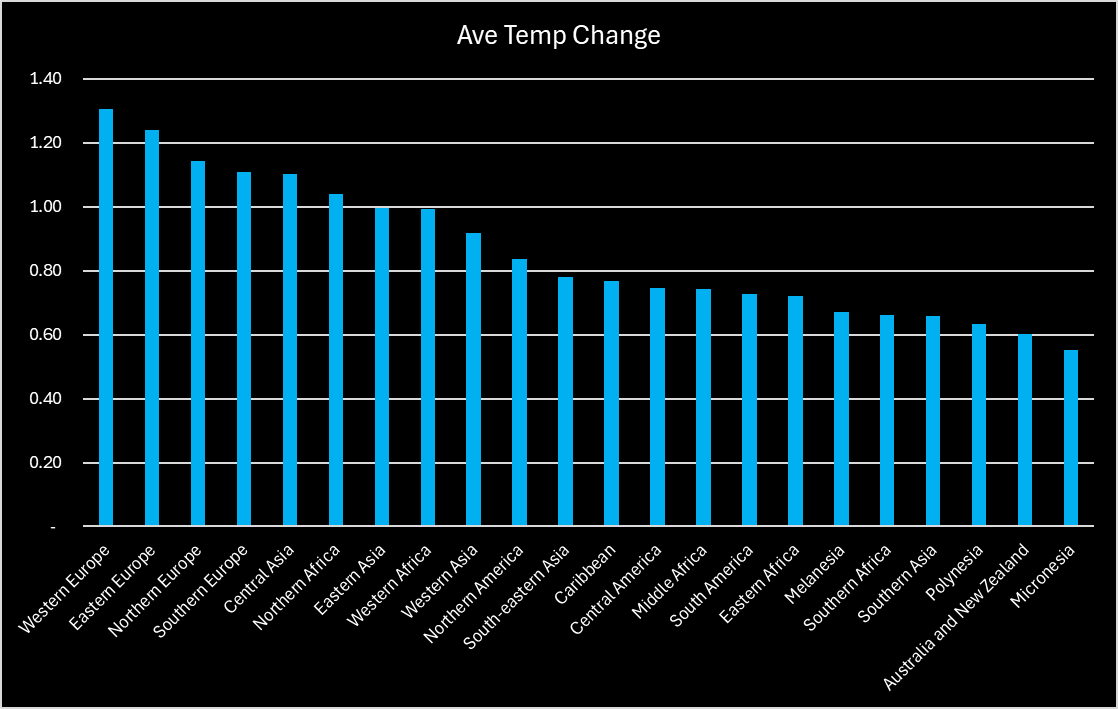 Ave Temp Change
1.40
1.20
1.00
0.80
0.60
0.40
0.20
-
Western Europe
Eastern Europe
Northern Europe
Southern Europe
Central Asia
Northern Africa
Eastern Asia
Western Africa
Western Asia
Northern America
South-eastern Asia
Caribbean
Central America
Middle Africa
South America
Eastern Africa
Melanesia
Southern Africa
Southern Asia
Polynesia
Australia and New Zealand
Micronesia